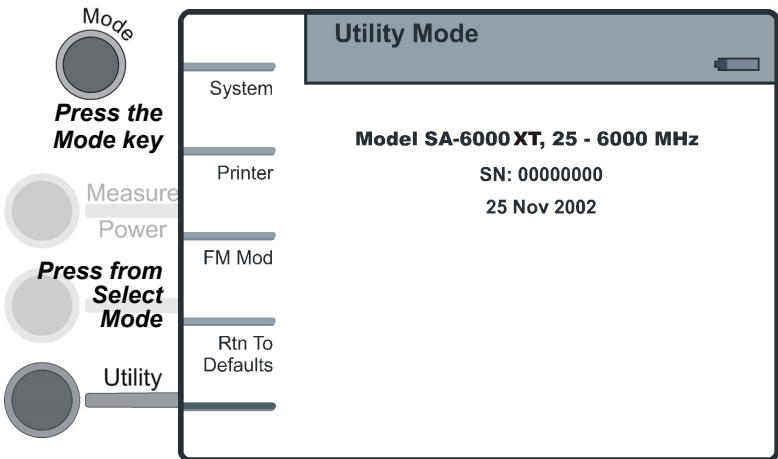 Mode
Press the
Mode key
Measure
Power
Press from
Select
Mode
Utility
System
Printer
FM Mod
Rtn To
Defaults
Utility Mode
Model SA-6000 XT, 25 - 6000 MHz
SN: 00000000
25 Nov 2002